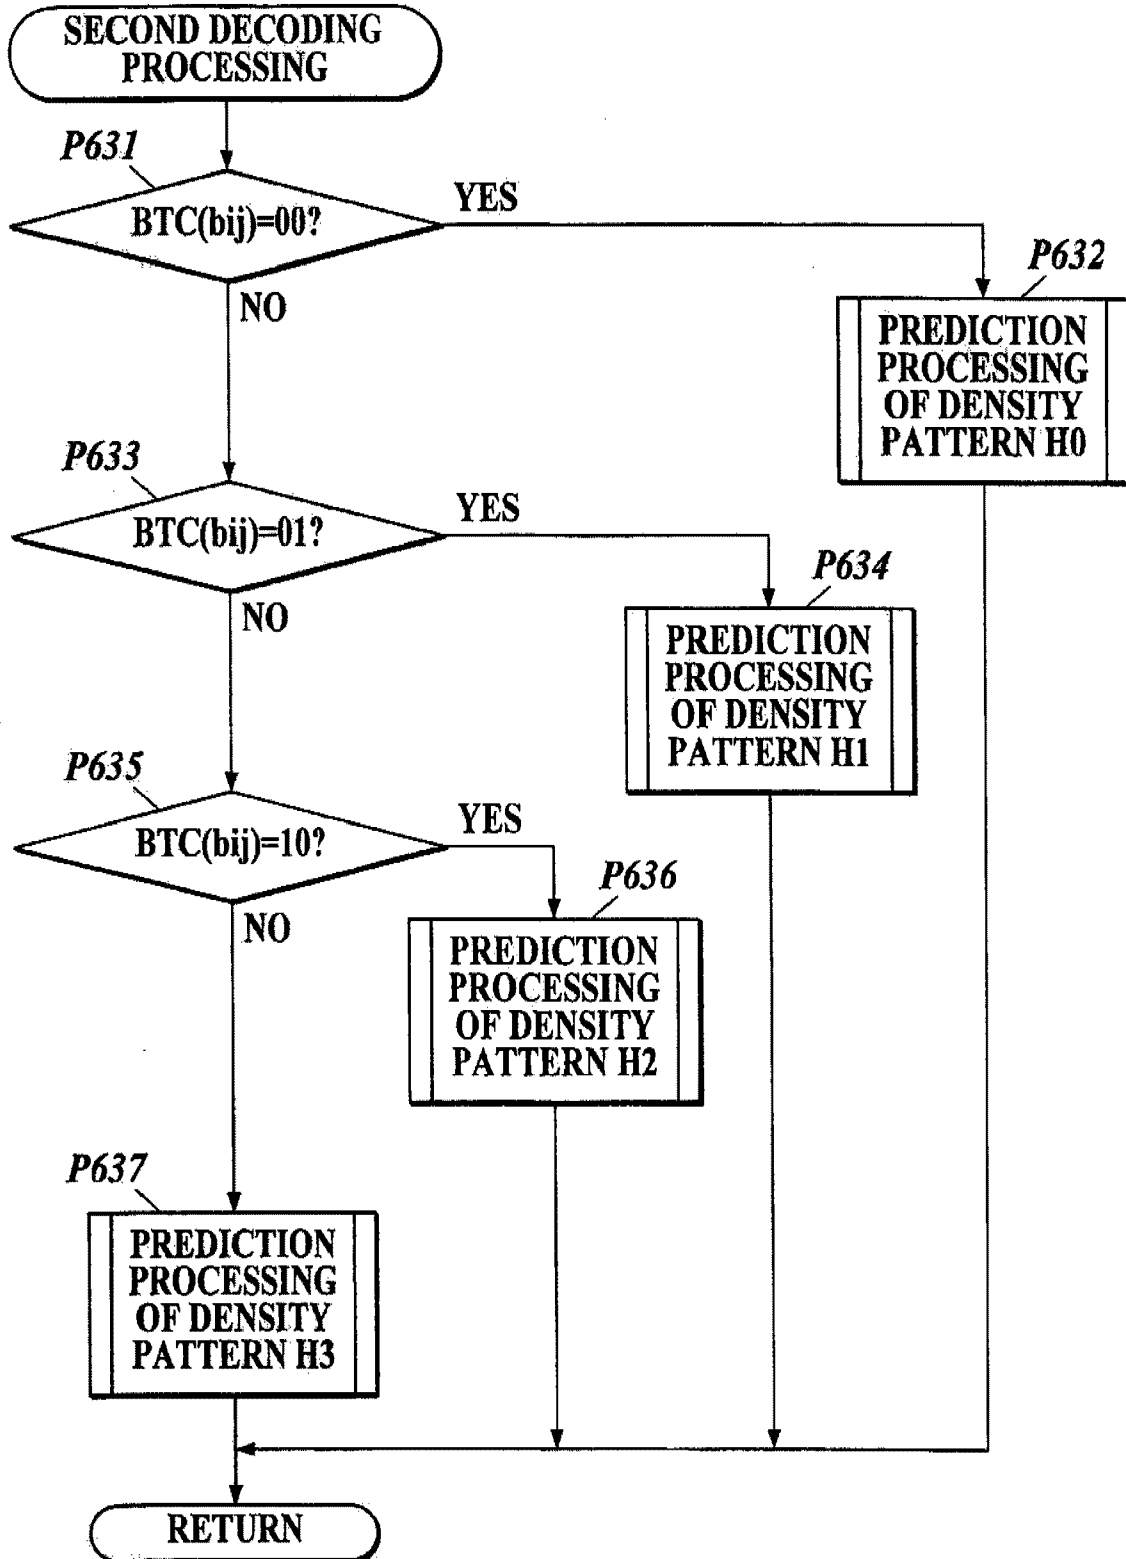 SECOND DECODING
PROCESSING
P631
BTC(bij)=00?
YES
NO
P632
PREDICTION
PROCESSING
OF DENSITY
PATTERN H0
P633
BTC(bij)=01?
YES
NO
P634
PREDICTION
PROCESSING
OF DENSITY
PATTERN H1
P635
BTC(bij)=10?
YES
NO
P636
PREDICTION
PROCESSING
OF DENSITY
PATTERN H2
P637
PREDICTION
PROCESSING
OF DENSITY
PATTERN H3
RETURN